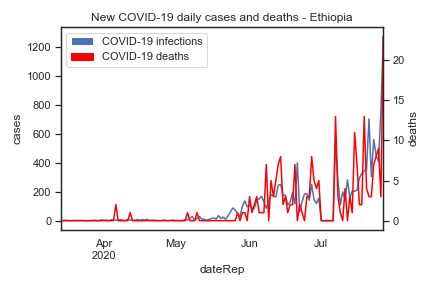 New COVID-19 daily cases and deaths - Ethiopia
COVID-19 infections
COVID-19 deaths
1200
1000
800
600
400
200
0
cases
20
15
10
5
0
deaths
Apr
2020
May
Jun
Jul
dateRep